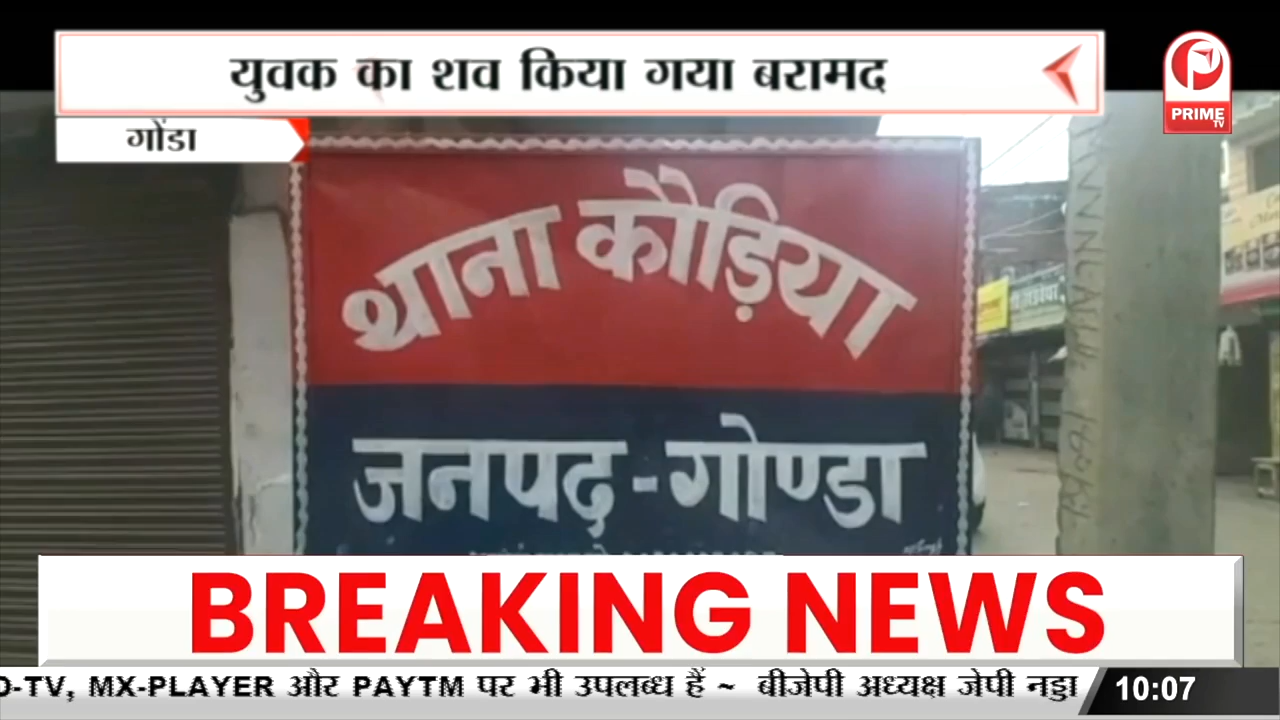 युवक का शव किया गया बरामद
PRIME
TV
गोंडा
थाना कौड़िया
जनपद - गोण्डा
BREAKING NEWS
D-TV, MX-PLAYER और PAYTM पर भी उपलब्ध हैं ~ बीजेपी अध्यक्ष जेपी नड्डा
10:07